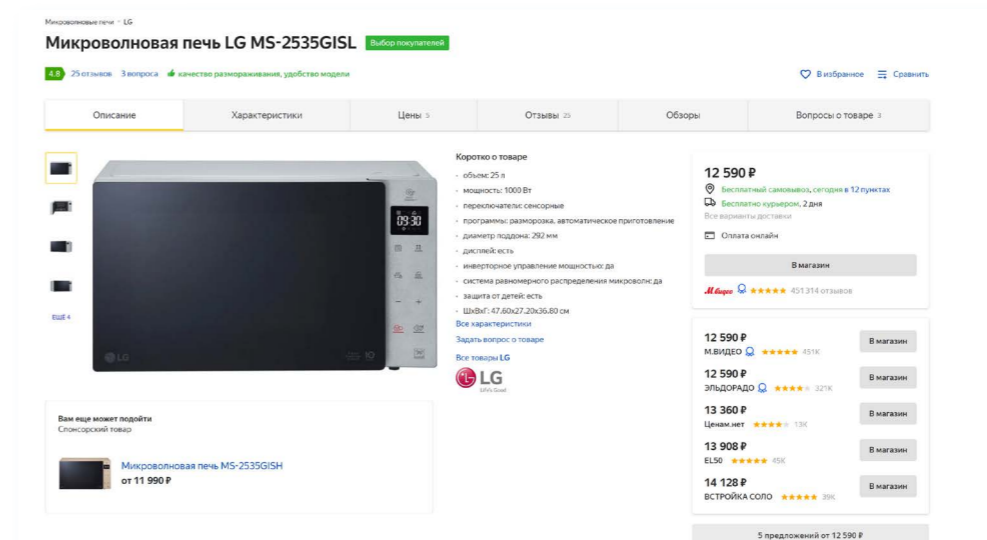 Микроволновые печи LG
Микроволновая печь LG MS-2535GISL Выбор покупателей
4.8 25 отзывов 3 вопроса качество размораживания, удобство модели
В избранное Сравнить
Описание Характеристики Цены 5 Отзывы 25 Обзоры Вопросы о товаре 3
ЕЩЁ 4
03:30
LG
Коротко о товаре
- объем: 25 л
- мощность: 1000 Вт
- переключатели: сенсорные
- программы: разморозка, автоматическое приготовление
- диаметр поддона: 292 мм
- дисплей: есть
- инверторное управление мощностью: да
- система равномерного распределения микроволн: да
- защита от детей: есть
- ШхВхГ: 47.60x27.20x36.80 см
Все характеристики
Задать вопрос о товаре
Все товары LG
LG
Life's Good
12 590 ₽
Бесплатный самовывоз, сегодня в 12 пунктах
Бесплатно курьером, 2 дня
Все варианты доставки
Оплата онлайн
В магазин
М.Видео 451 314 отзывов
12 590 ₽
М.ВИДЕО 451K
В магазин
12 590 ₽
ЭЛЬДОРАДО 321K
В магазин
13 360 ₽
Ценам.нет 13K
В магазин
13 908 ₽
EL50 45K
В магазин
14 128 ₽
ВСТРОЙКА СОЛО 39K
В магазин
5 предложений от 12 590 ₽
Вам еще может подойти
Спонсорский товар
Микроволновая печь MS-2535GISH
от 11 990 ₽